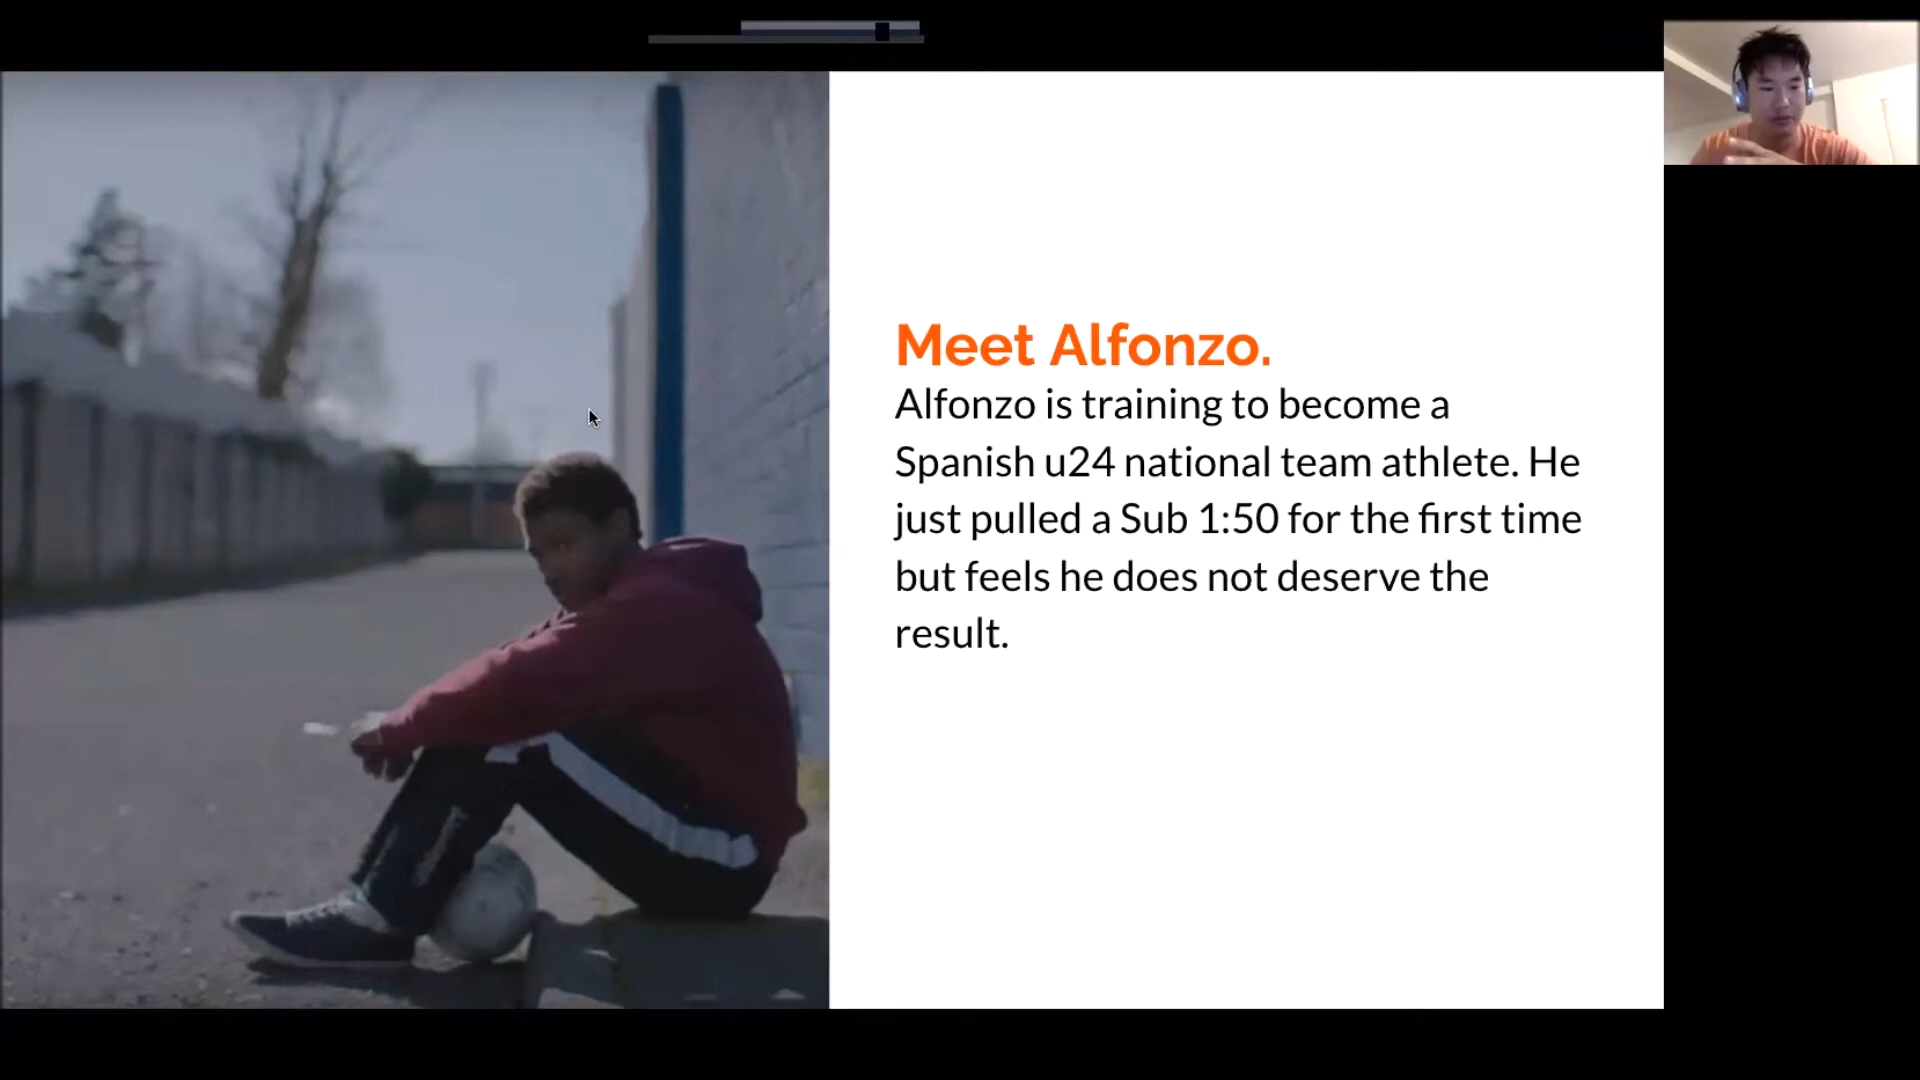 Meet Alfonzo.
Alfonzo is training to become a
Spanish u24 national team athlete. He
just pulled a Sub 1:50 for the first time
but feels he does not deserve the
result.